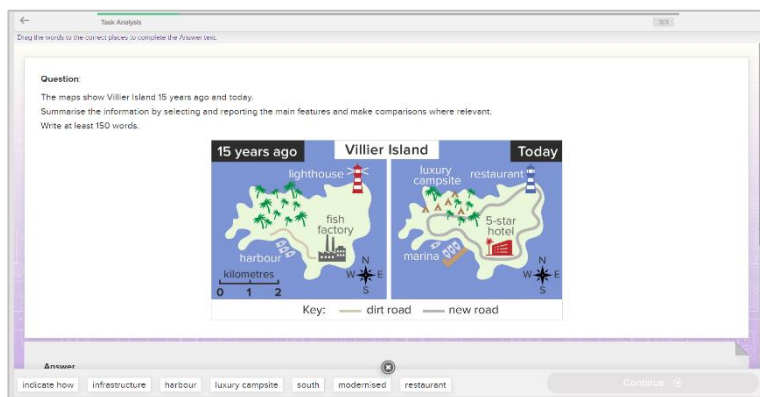 Task Analysis
3/3
Drag the words to the correct places to complete the Answer text.
Question:
The maps show Villier Island 15 years ago and today.
Summarise the information by selecting and reporting the main features and make comparisons where relevant.
Write at least 150 words.
15 years ago
Villier Island
Today
lighthouse
fish
factory
harbour
kilometres
0 1 2
N
W E
S
luxury
campsite
restaurant
5-star
hotel
marina
N
W E
S
Key: dirt road new road
Answer
indicate how infrastructure harbour luxury campsite south modernised restaurant
Continue